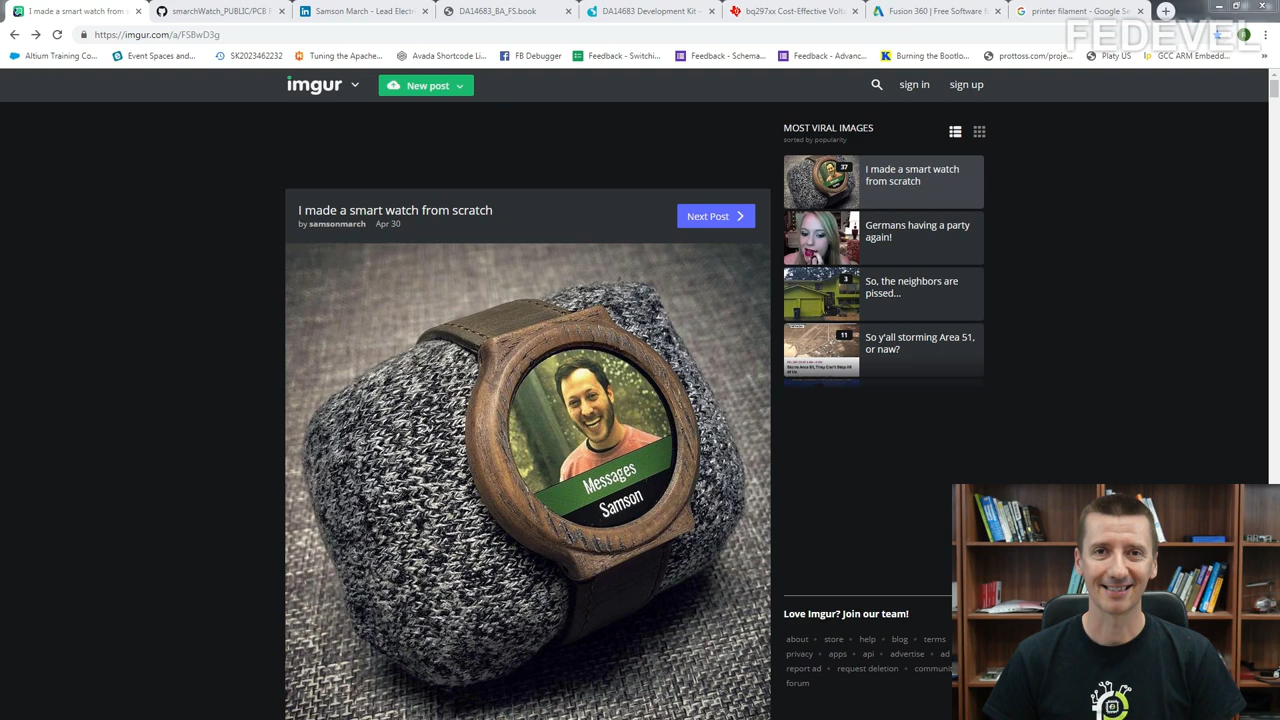 I made a smart watch from s
smarchWatch_PUBLIC/PCB F
Samson March - Lead Electr
DA14683_BA_FS.book
DA14683 Development Kit –
bq297xx Cost-Effective Volta
Fusion 360 | Free Software f
printer filament - Google Se
https://imgur.com/a/FSBwD3g
FEDEVEL
Altium Training Co...
Event Spaces and...
SK2023462232
Tuning the Apache...
Avada Shortcode Li...
FB Debugger
Feedback - Switchi...
Feedback - Schema...
Feedback - Advanc...
Burning the Bootlo...
prottoss.com/proje...
Platy US
GCC ARM Embedd...
imgur
New post
sign in
sign up
MOST VIRAL IMAGES
sorted by popularity
37
I made a smart watch
from scratch
I made a smart watch from scratch
by samsonmarch Apr 30
Next Post
Germans having a party
again!
3
So, the neighbors are
pissed...
11
So y'all storming Area 51,
or naw?
Messages
Samson
Love Imgur? Join our team!
about store help blog terms
privacy apps api advertise ad
report ad request deletion communi
forum